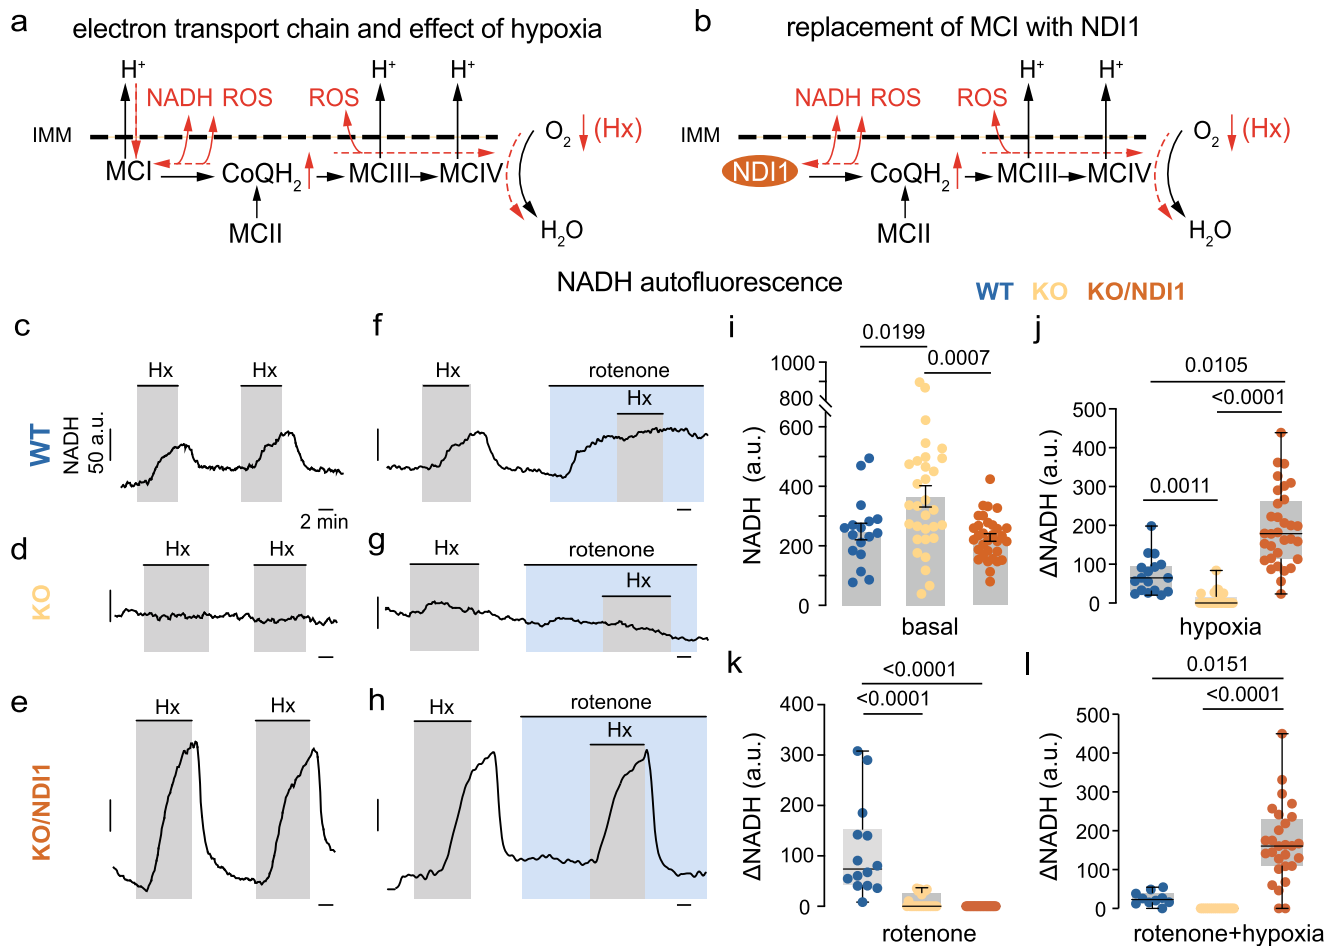 a electron transport chain and effect of hypoxia
H+ H+ H+
NADH ROS ROS
IMM O2 (Hx)
MCI CoQH2 MCIII MCIV
MCII H2O
b replacement of MCI with NDI1
H+ H+
NADH ROS ROS
IMM O2 (Hx)
NDI1 CoQH2 MCIII MCIV
MCII H2O
NADH autofluorescence
WT KO KO/NDI1
c
Hx Hx
WT
NADH
50 a.u.
2 min
f
Hx rotenone
Hx
d
Hx Hx
KO
g
Hx rotenone
Hx
e
Hx Hx
KO/NDI1
h
Hx rotenone
Hx
i
0.0199
0.0007
NADH (a.u.)
1000
800
600
400
200
0
basal
j
0.0105
<0.0001
0.0011
ΔNADH (a.u.)
500
400
300
200
100
0
hypoxia
k
<0.0001
<0.0001
ΔNADH (a.u.)
400
300
200
100
0
rotenone
l
0.0151
<0.0001
ΔNADH (a.u.)
500
400
300
200
100
0
rotenone+hypoxia